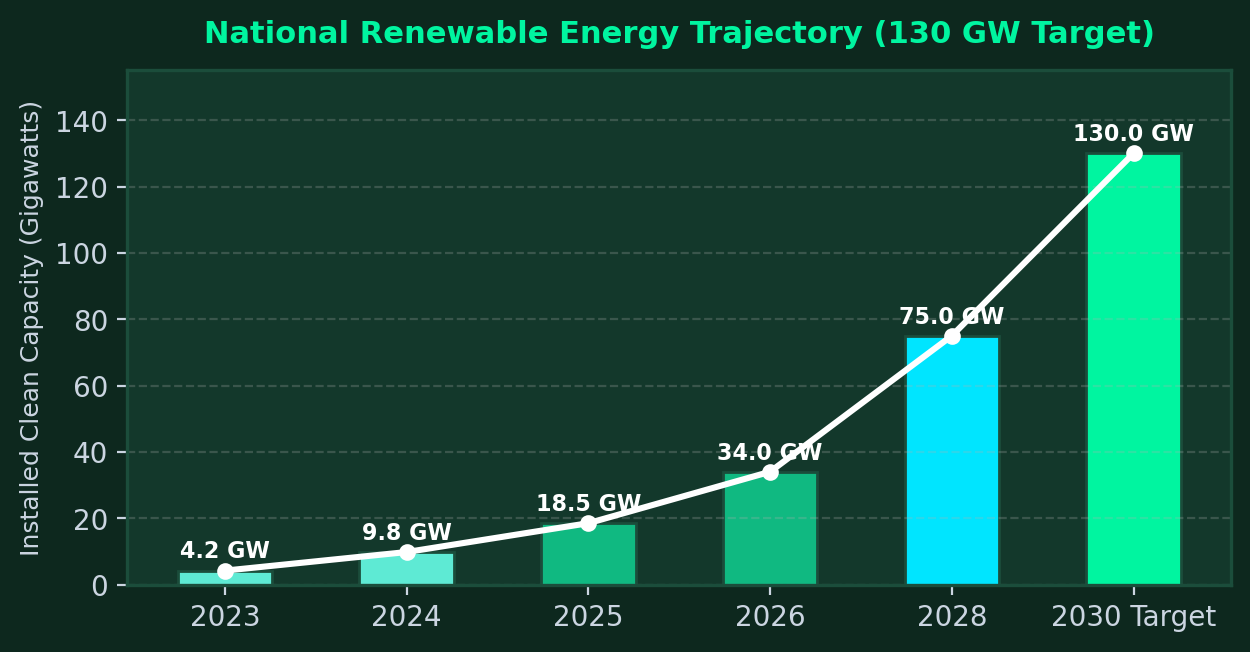 National Renewable Energy Trajectory (130 GW Target)
Installed Clean Capacity (Gigawatts)
140
120
100
80
60
40
20
0
4.2 GW
9.8 GW
18.5 GW
34.0 GW
75.0 GW
130.0 GW
2023
2024
2025
2026
2028
2030 Target